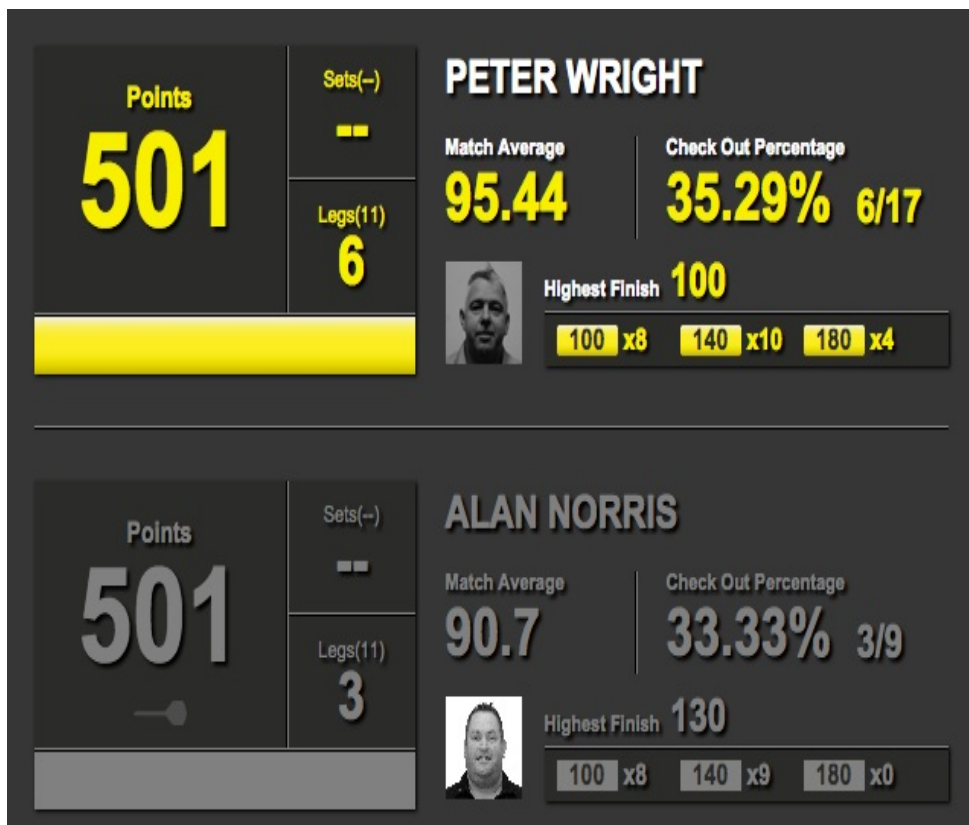 Points
501
Sets(--)
--
Legs(11)
6
PETER WRIGHT
Match Average
95.44
Check Out Percentage
35.29% 6/17
Highest Finish 100
100 x8 140 x10 180 x4
Points
501
Sets(--)
--
Legs(11)
3
ALAN NORRIS
Match Average
90.7
Check Out Percentage
33.33% 3/9
Highest Finish 130
100 x8 140 x9 180 x0